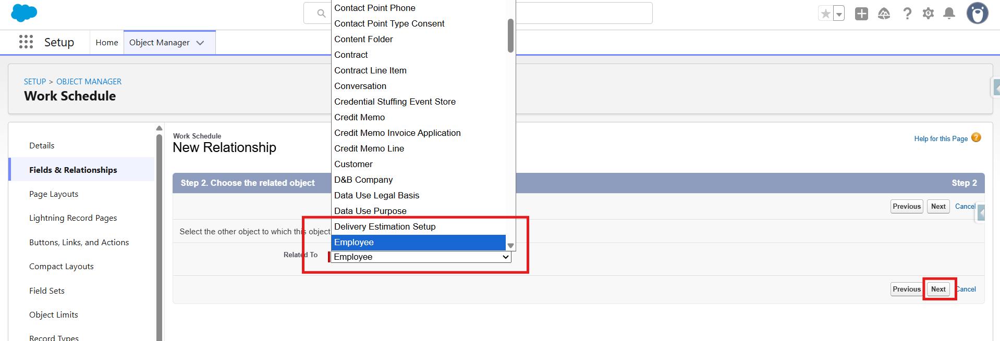 Setup
Home
Object Manager
SETUP > OBJECT MANAGER
Work Schedule
Details
Fields & Relationships
Page Layouts
Lightning Record Pages
Buttons, Links, and Actions
Compact Layouts
Field Sets
Object Limits
Record Types
Work Schedule
New Relationship
Help for this Page ?
Step 2. Choose the related object
Step 2
Previous
Next
Cancel
Select the other object to which this object
Contact Point Phone
Contact Point Type Consent
Content Folder
Contract
Contract Line Item
Conversation
Credential Stuffing Event Store
Credit Memo
Credit Memo Invoice Application
Credit Memo Line
Customer
D&B Company
Data Use Legal Basis
Data Use Purpose
Delivery Estimation Setup
Employee
Related To
Employee
Previous
Next
Cancel